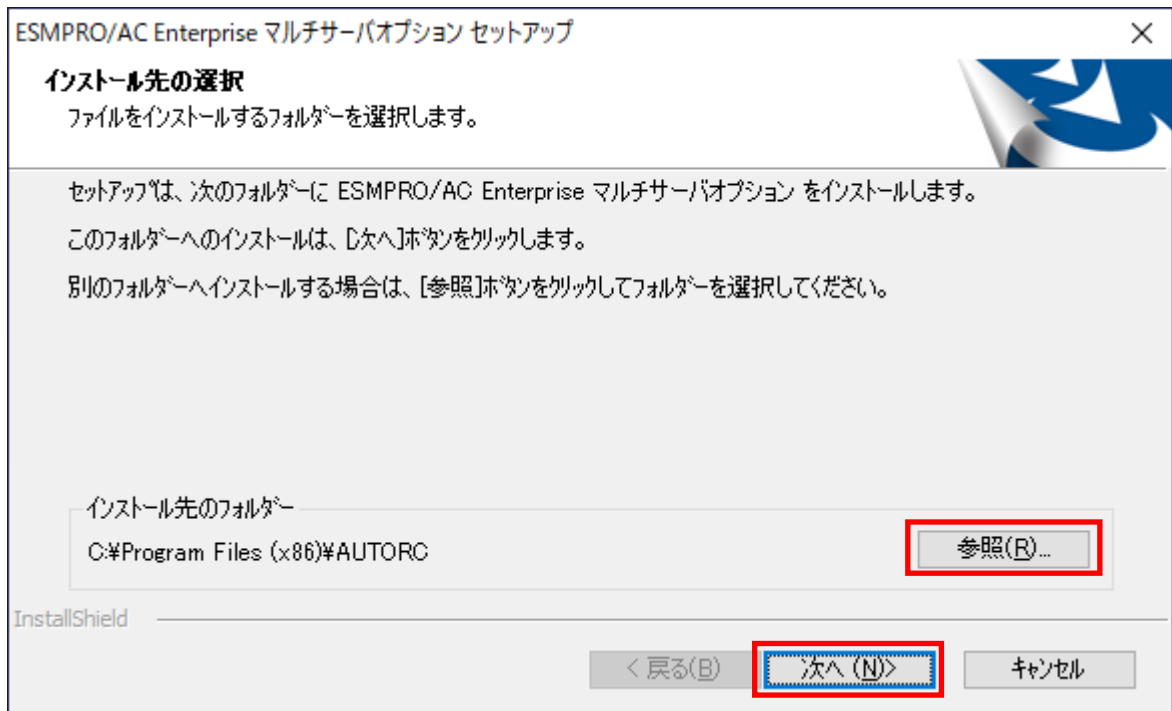 ESMPRO/AC Enterprise マルチサーバオプション セットアップ
インストール先の選択
ファイルをインストールするフォルダーを選択します。
セットアップは、次のフォルダーに ESMPRO/AC Enterprise マルチサーバオプション をインストールします。
このフォルダーへのインストールは、[次へ]ボタンをクリックします。
別のフォルダーへインストールする場合は、[参照]ボタンをクリックしてフォルダーを選択してください。
インストール先のフォルダー
C:¥Program Files (x86)¥AUTORC
参照(R)...
InstallShield
< 戻る(B)
次へ (N)>
キャンセル